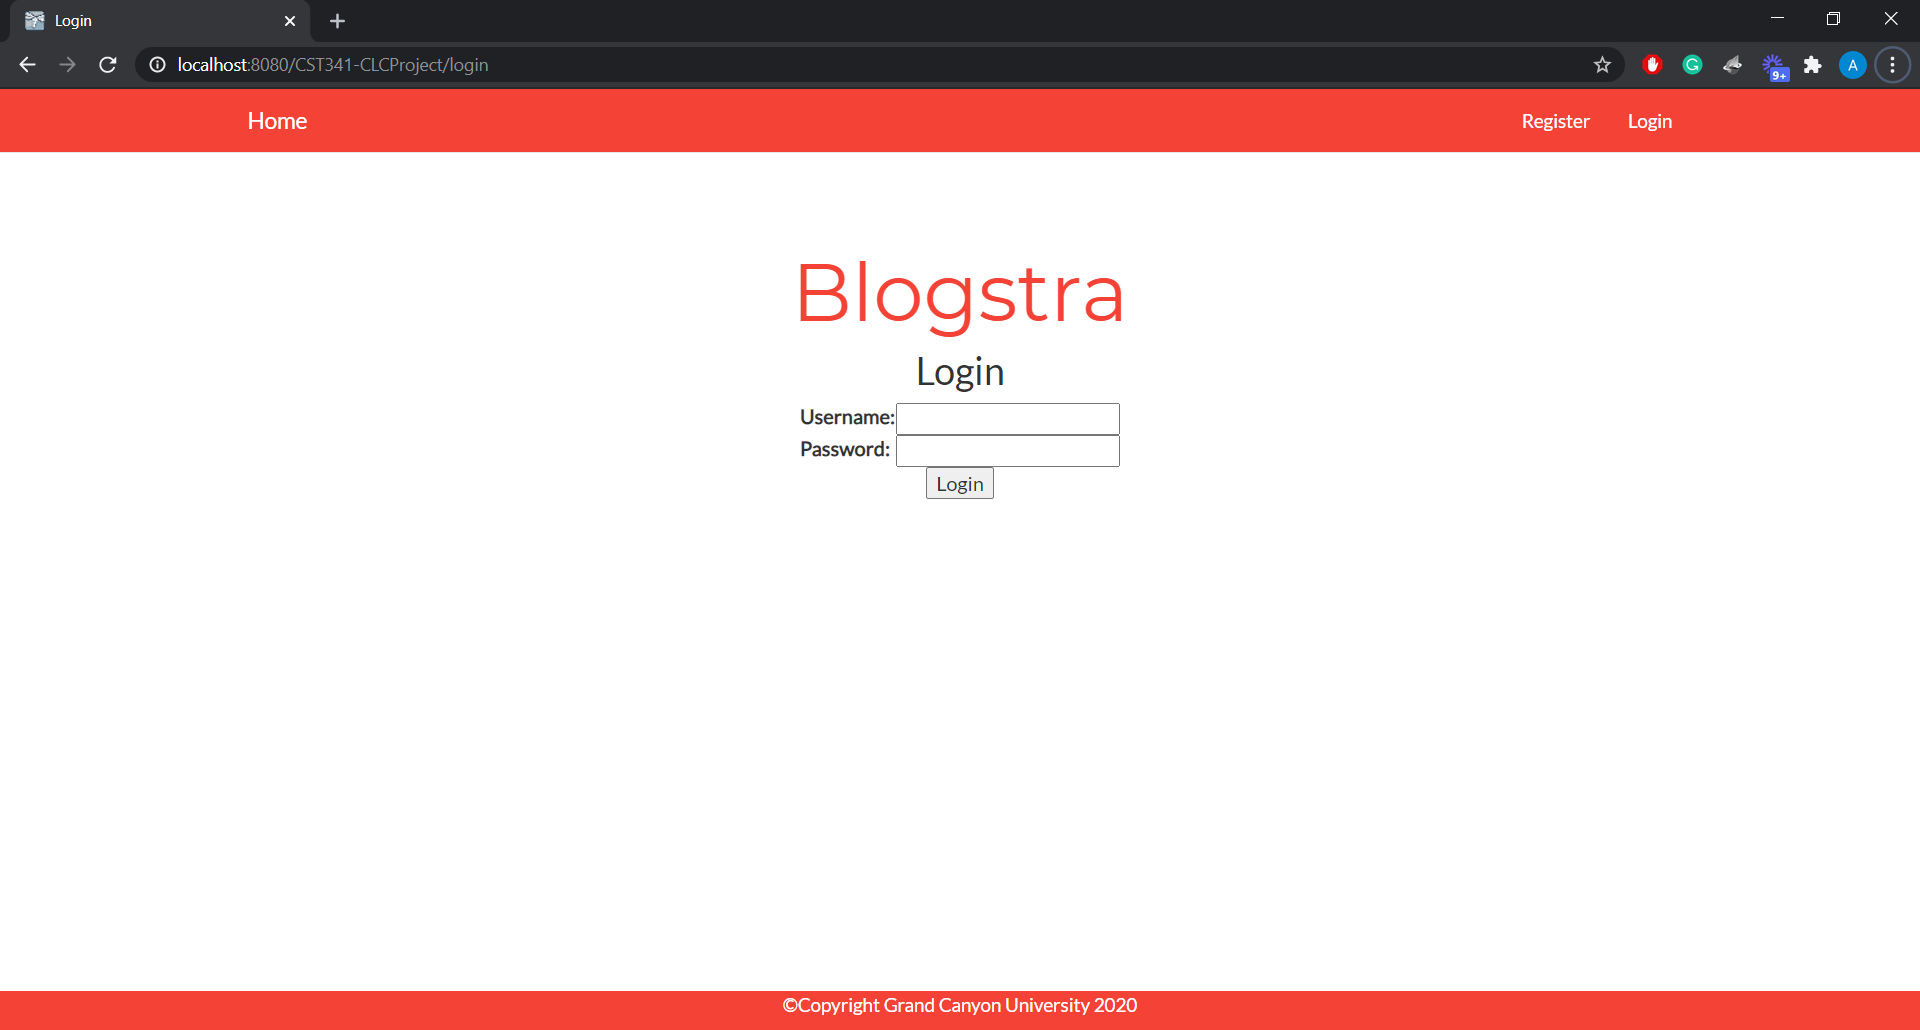 Login
localhost:8080/CST341-CLCProject/login
9+
A
Home
Register
Login
Blogstra
Login
Username:
Password:
Login
©Copyright Grand Canyon University 2020